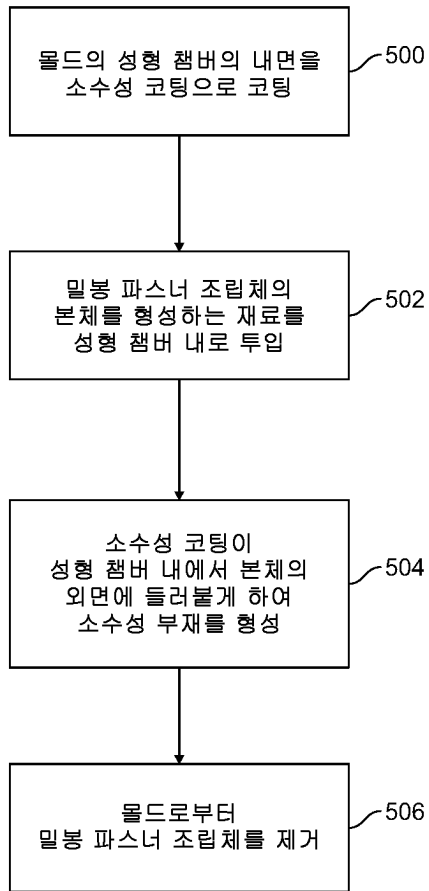 몰드의 성형 챔버의 내면을
소수성 코팅으로 코팅
500
밀봉 파스너 조립체의
본체를 형성하는 재료를
성형 챔버 내로 투입
502
소수성 코팅이
성형 챔버 내에서 본체의
외면에 들러붙게 하여
소수성 부재를 형성
504
몰드로부터
밀봉 파스너 조립체를 제거
506